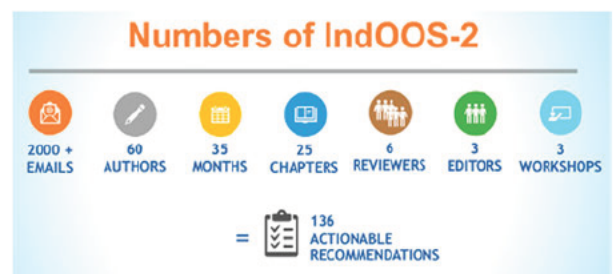 Numbers of IndOOS-2
2000 +
EMAILS
60
AUTHORS
35
MONTHS
25
CHAPTERS
6
REVIEWERS
3
EDITORS
3
WORKSHOPS
=
136
ACTIONABLE
RECOMMENDATIONS